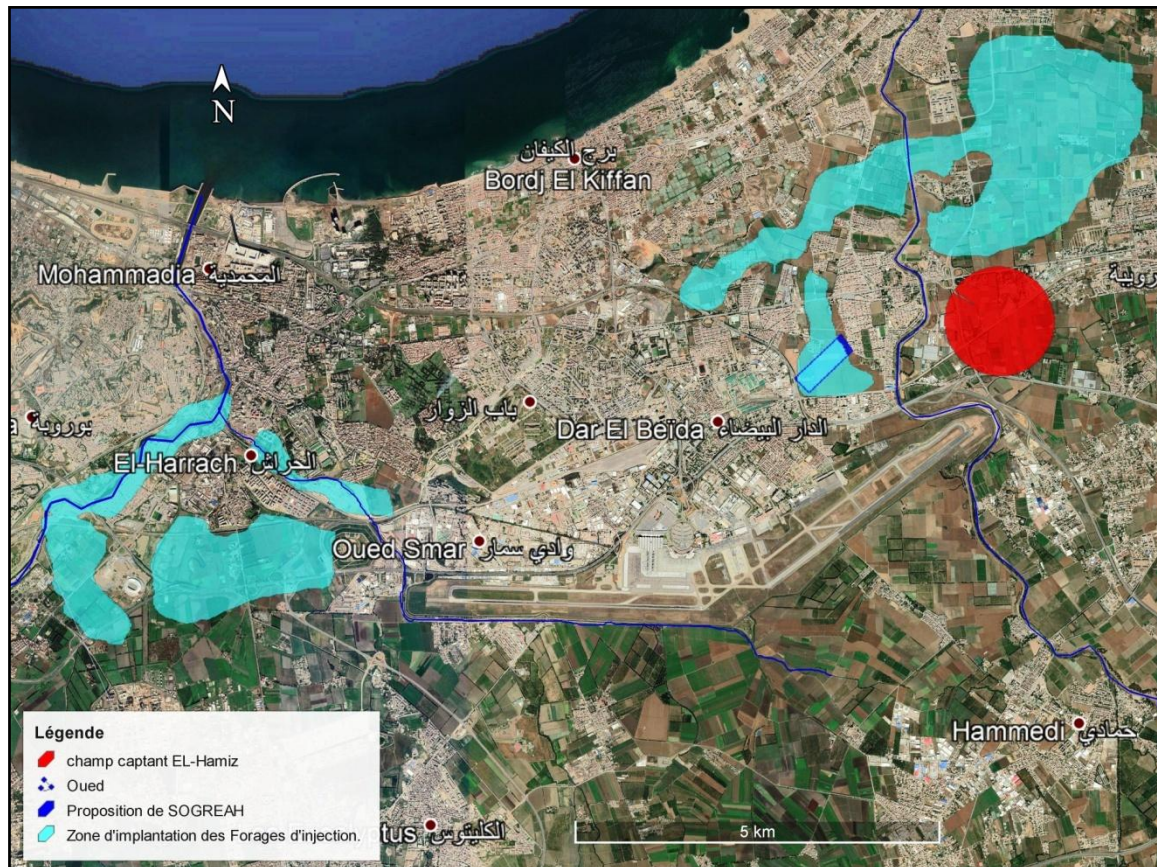 N
برج الكيفان
Bordj El Kiffan
Mohammadia المحمدية
رويبة
باب الزوار
Dar El Beïda الدار البيضاء
a بوروبة
El-Harrach الحراش
Oued Smar وادي سمار
Hammedi حمادي
Légende
champ captant EL-Hamiz
Oued
Proposition de SOGREAH
Zone d'implantation des Forages d'injection.
otus الكليتوس
5 km